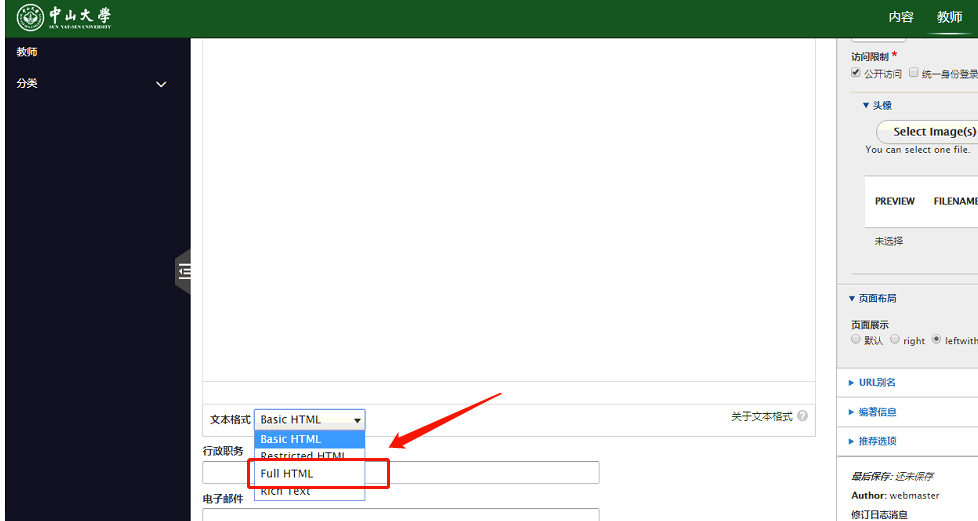 中山大學
SUN YAT-SEN UNIVERSITY
内容
教师
教师
分类
访问限制 *
公开访问
统一身份登录
头像
Select Image(s)
You can select one file.
PREVIEW
FILENAME
未选择
页面布局
页面展示
默认
right
leftwith
URL别名
编著信息
推荐选项
最后保存: 还未保存
Author: webmaster
修订日志消息
文本格式
Basic HTML
关于文本格式
?
Basic HTML
Restricted HTML
Full HTML
Rich Text
行政职务
电子邮件